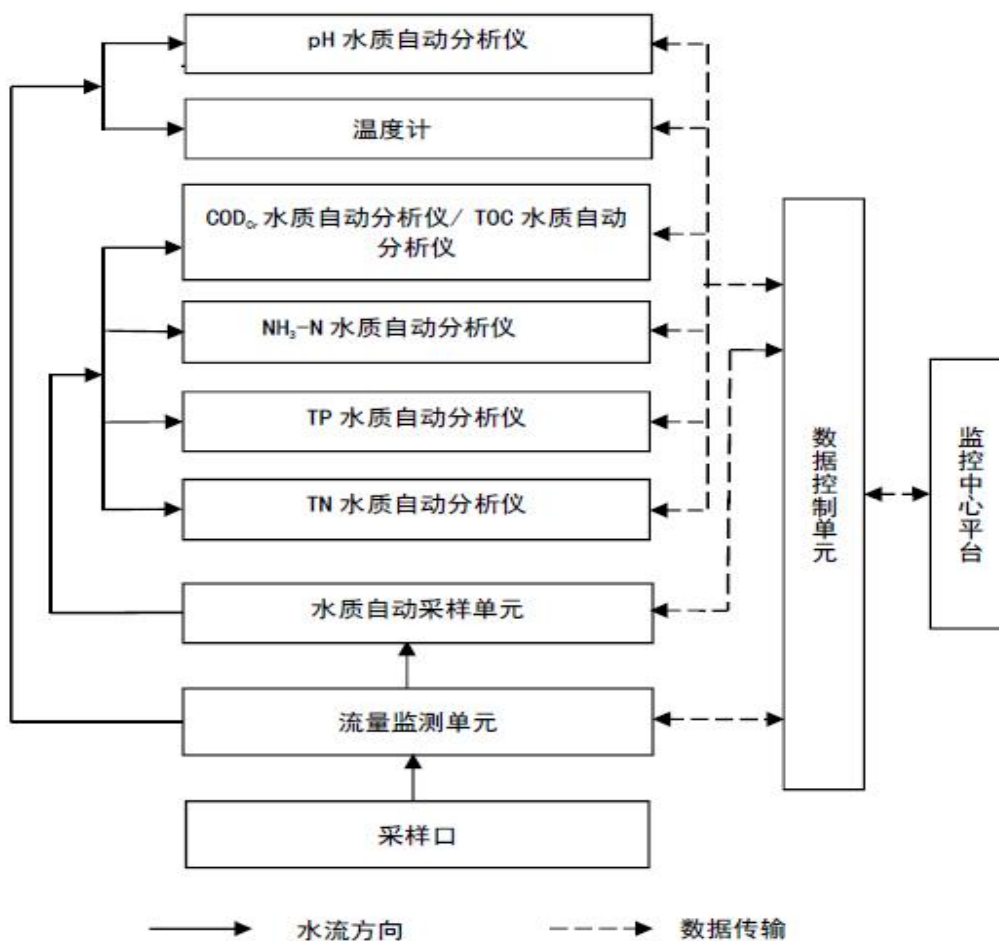 pH 水质自动分析仪
温度计
CODCr 水质自动分析仪/ TOC 水质自动
分析仪
NH3-N 水质自动分析仪
TP 水质自动分析仪
TN 水质自动分析仪
水质自动采样单元
流量监测单元
采样口
数据控制单元
监控中心平台
水流方向
数据传输